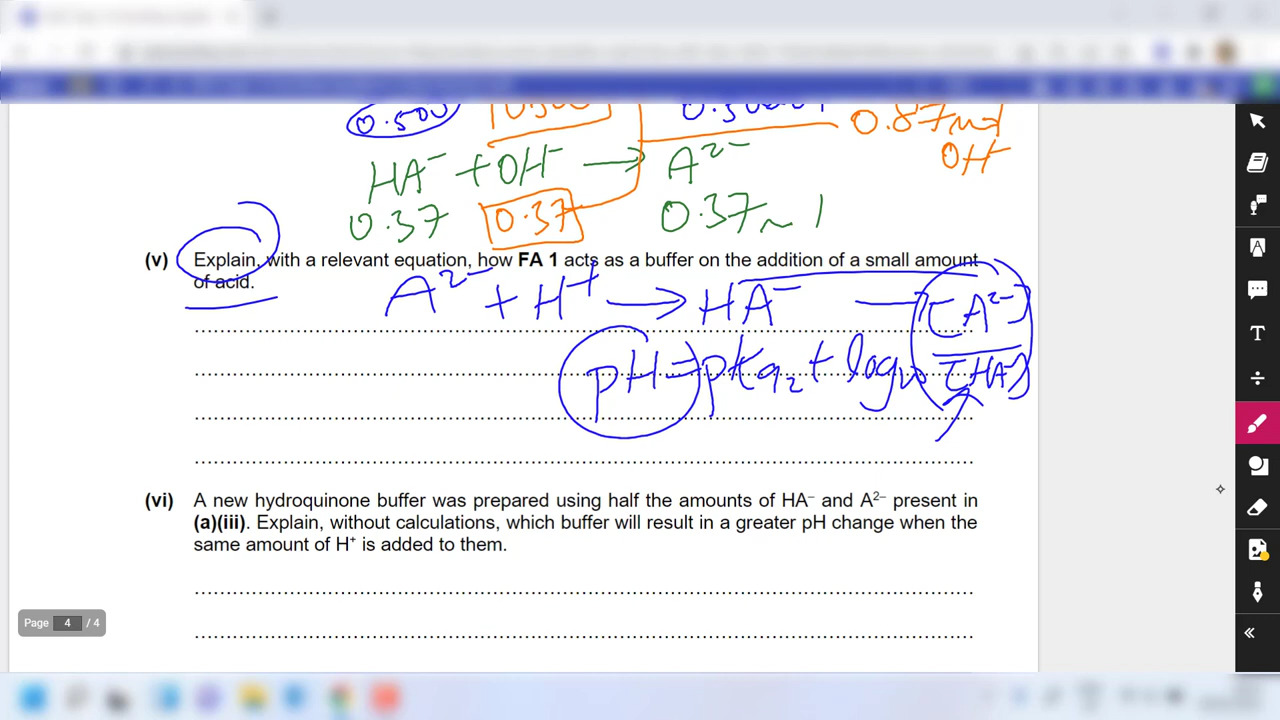 0.500
0.87mol
OH⁻
HA⁻ + OH⁻ → A²⁻
0.37 0.37 0.37m l
(v) Explain, with a relevant equation, how FA 1 acts as a buffer on the addition of a small amount
of acid.
A²⁻ + H⁺ → HA⁻ → [A²⁻]
pH = pKa₂ + log₁₀ [HA⁻]
(vi) A new hydroquinone buffer was prepared using half the amounts of HA⁻ and A²⁻ present in
(a)(iii). Explain, without calculations, which buffer will result in a greater pH change when the
same amount of H⁺ is added to them.
Page 4 / 4